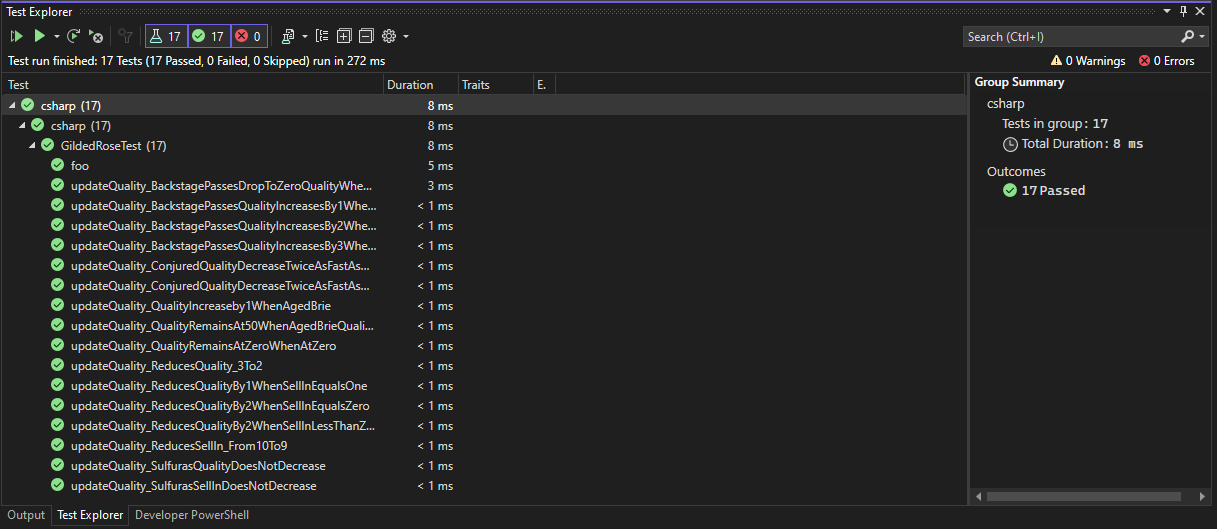 Test Explorer
17 17 0
Search (Ctrl+I)
Test run finished: 17 Tests (17 Passed, 0 Failed, 0 Skipped) run in 272 ms
0 Warnings 0 Errors
Test Duration Traits E.
csharp (17) 8 ms
csharp (17) 8 ms
GildedRoseTest (17) 8 ms
foo 5 ms
updateQuality_BackstagePassesDropToZeroQualityWhe... 3 ms
updateQuality_BackstagePassesQualityIncreasesBy1Whe... < 1 ms
updateQuality_BackstagePassesQualityIncreasesBy2Whe... < 1 ms
updateQuality_BackstagePassesQualityIncreasesBy3Whe... < 1 ms
updateQuality_ConjuredQualityDecreaseTwiceAsFastAs... < 1 ms
updateQuality_ConjuredQualityDecreaseTwiceAsFastAs... < 1 ms
updateQuality_QualityIncreaseby1WhenAgedBrie < 1 ms
updateQuality_QualityRemainsAt50WhenAgedBrieQuali... < 1 ms
updateQuality_QualityRemainsAtZeroWhenAtZero < 1 ms
updateQuality_ReducesQuality_3To2 < 1 ms
updateQuality_ReducesQualityBy1WhenSellInEqualsOne < 1 ms
updateQuality_ReducesQualityBy2WhenSellInEqualsZero < 1 ms
updateQuality_ReducesQualityBy2WhenSellInLessThanZ... < 1 ms
updateQuality_ReducesSellIn_From10To9 < 1 ms
updateQuality_SulfurasQualityDoesNotDecrease < 1 ms
updateQuality_SulfurasSellInDoesNotDecrease < 1 ms
Group Summary
csharp
Tests in group: 17
Total Duration: 8 ms
Outcomes
17 Passed
Output Test Explorer Developer PowerShell